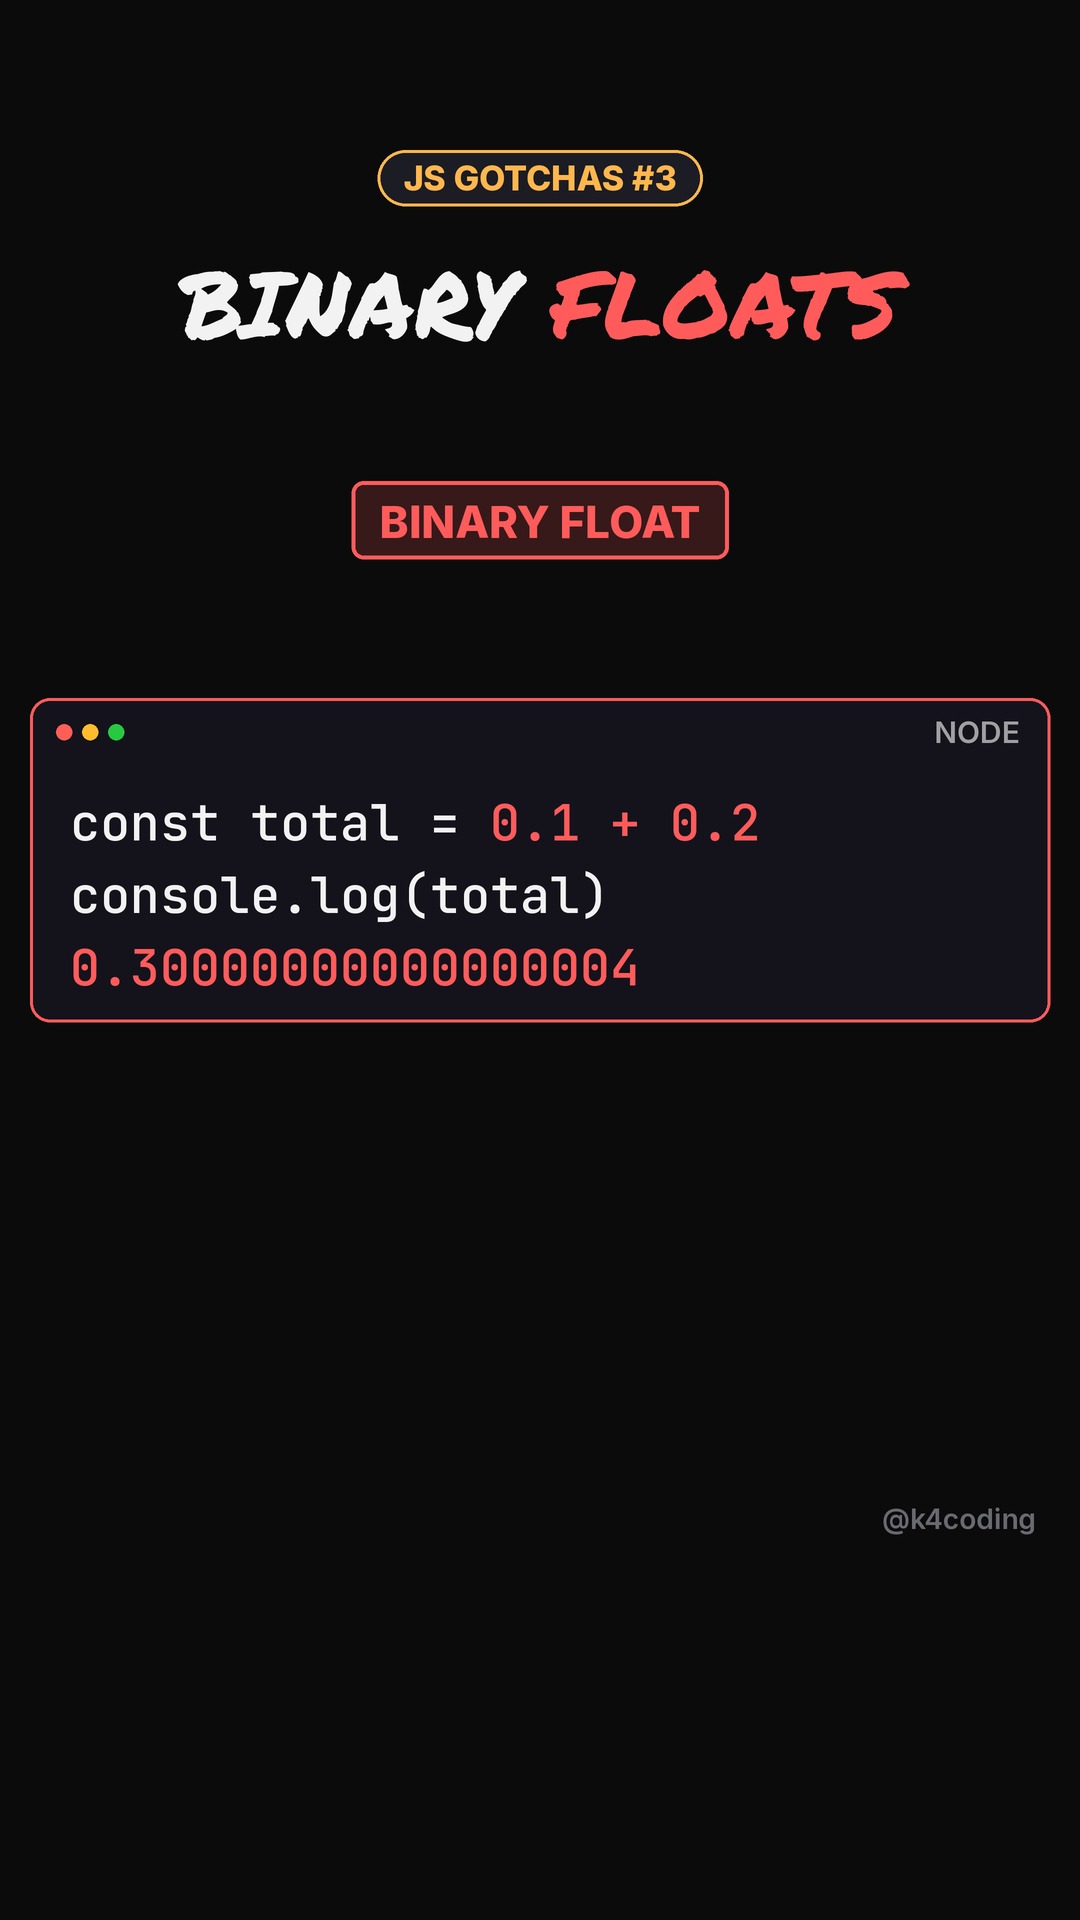 JS GOTCHAS #3
BINARY FLOATS
BINARY FLOAT
NODE
const total = 0.1 + 0.2
console.log(total)
0.30000000000000004
@k4coding